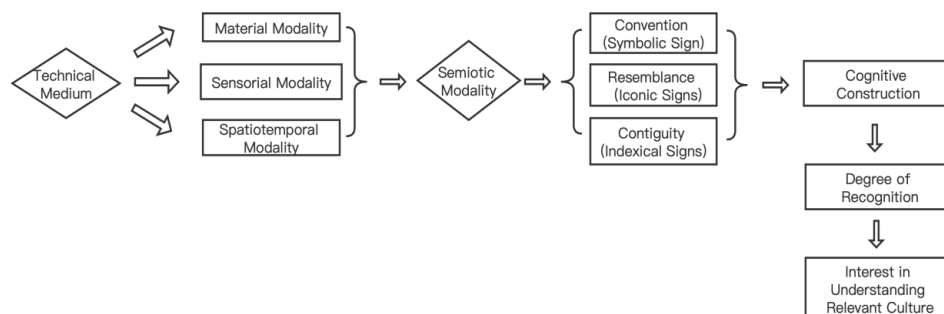 Technical
Medium
Material Modality
Sensorial Modality
Spatiotemporal
Modality
Semiotic
Modality
Convention
(Symbolic Sign)
Resemblance
(Iconic Signs)
Contiguity
(Indexical Signs)
Cognitive
Construction
Degree of
Recognition
Interest in
Understanding
Relevant Culture